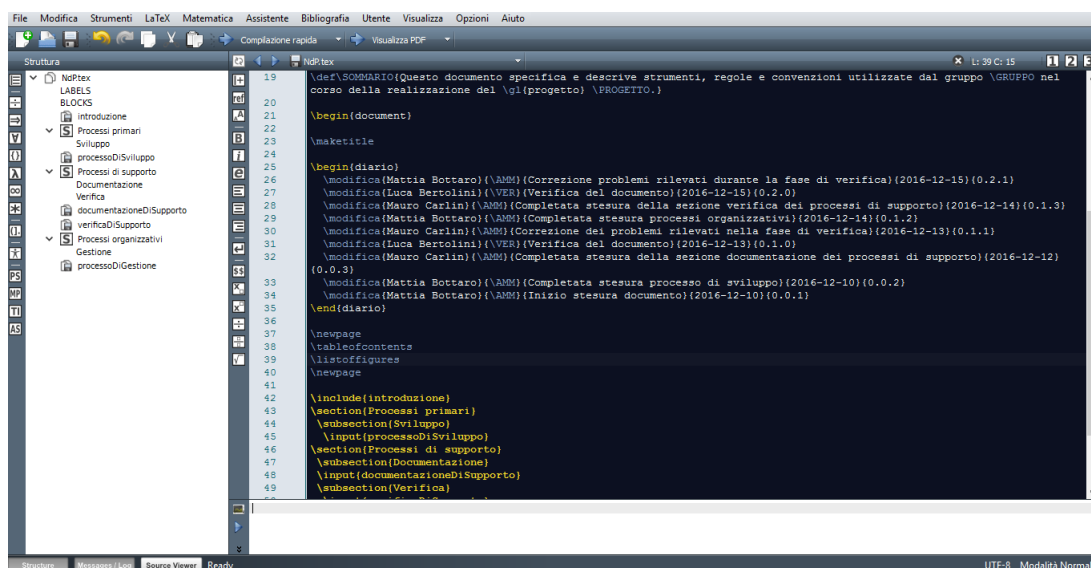 File Modifica Strumenti LaTeX Matematica Assistente Bibliografia Utente Visualizza Opzioni Aiuto
Compilazione rapida Visualizza PDF
Struttura NdP.tex L: 39 C: 15 1 2 3
NdP.tex
LABELS
BLOCKS
introduzione
S Processi primari
Sviluppo
processoDiSviluppo
S Processi di supporto
Documentazione
Verifica
documentazioneDiSupporto
verificaDiSupporto
S Processi organizzativi
Gestione
processoDiGestione
PS
MP
TI
AS
ref
19 \def\SOMMARIO{Questo documento specifica e descrive strumenti, regole e convenzioni utilizzate dal gruppo \GRUPPO nel
corso della realizzazione del \gl{progetto} \PROGETTO.}
20
21 \begin{document}
22
23 \maketitle
24
25 \begin{diario}
26 \modifica{Mattia Bottaro}{\AMM}{Correzione problemi rilevati durante la fase di verifica}{2016-12-15}{0.2.1}
27 \modifica{Luca Bertolini}{\VER}{Verifica del documento}{2016-12-15}{0.2.0}
28 \modifica{Mauro Carlin}{\AMM}{Completata stesura della sezione verifica dei processi di supporto}{2016-12-14}{0.1.3}
29 \modifica{Mattia Bottaro}{\AMM}{Completata stesura processi organizzativi}{2016-12-14}{0.1.2}
30 \modifica{Mauro Carlin}{\AMM}{Correzione dei problemi rilevati nella fase di verifica}{2016-12-13}{0.1.1}
31 \modifica{Luca Bertolini}{\VER}{Verifica del documento}{2016-12-13}{0.1.0}
32 \modifica{Mauro Carlin}{\AMM}{Completata stesura della sezione documentazione dei processi di supporto}{2016-12-12}
{0.0.3}
33 \modifica{Mattia Bottaro}{\AMM}{Completata stesura processo di sviluppo}{2016-12-10}{0.0.2}
34 \modifica{Mattia Bottaro}{\AMM}{Inizio stesura documento}{2016-12-10}{0.0.1}
35 \end{diario}
36
37 \newpage
38 \tableofcontents
39 \listoffigures
40 \newpage
41
42 \include{introduzione}
43 \section{Processi primari}
44 \subsection{Sviluppo}
45 \input{processoDiSviluppo}
46 \section{Processi di supporto}
47 \subsection{Documentazione}
48 \input{documentazioneDiSupporto}
49 \subsection{Verifica}
Structure Messages / Log Source Viewer Ready UTF-8 Modalità Norma